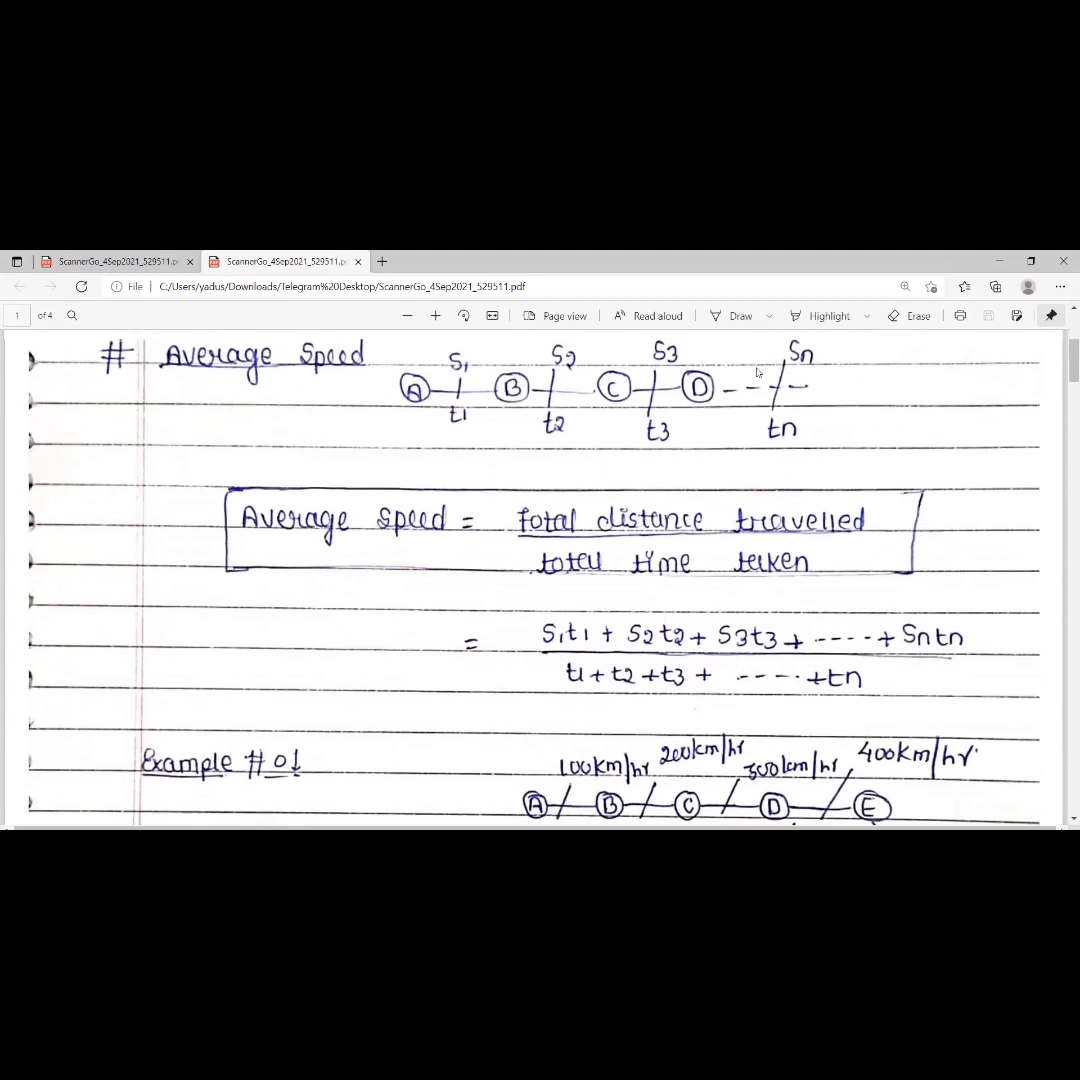 ScannerGo_4Sep2021_529511.p ScannerGo_4Sep2021_529511.p
File C:/Users/yadus/Downloads/Telegram%20Desktop/ScannerGo_4Sep2021_529511.pdf
1 of 4 Page view Read aloud Draw Highlight Erase
# Average Speed
S1 S2 S3 Sn
A B C D
t1 t2 t3 tn
Average Speed = total distance travelled
total time taken
= S1t1 + S2t2 + S3t3 + ----- + Sntn
t1 + t2 + t3 + ----- + tn
Example # 01
100km/hr 200km/hr 300km/hr 400km/hr
A B C D E